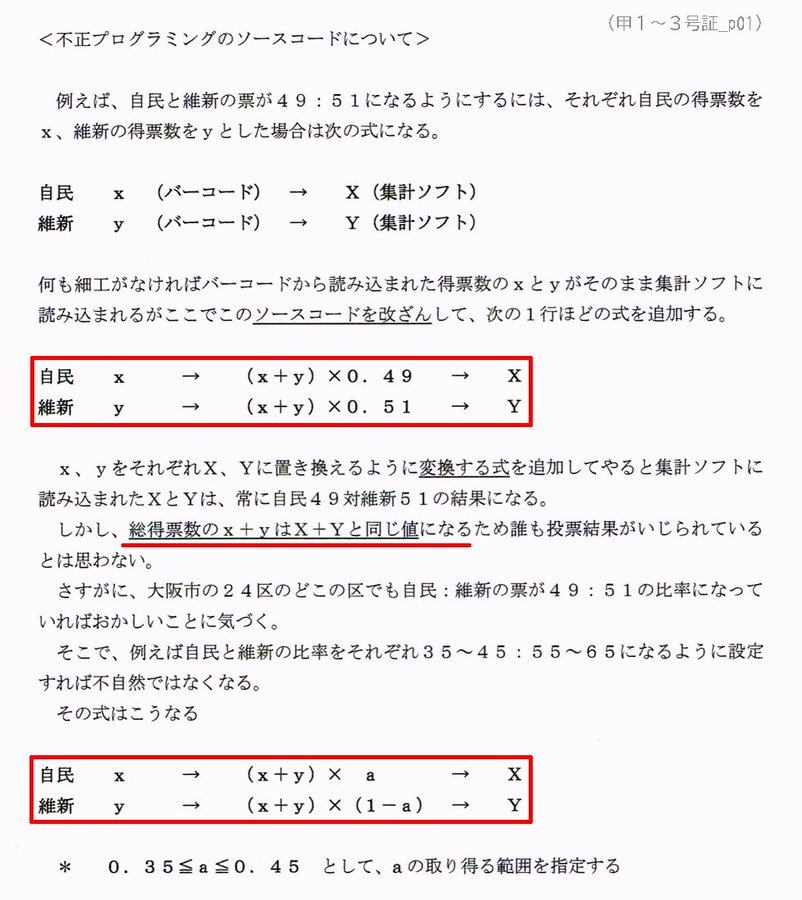 (甲１～３号証_p01)
＜不正プログラミングのソースコードについて＞
例えば、自民と維新の票が４９：５１になるようにするには、それぞれ自民の得票数を
ｘ、維新の得票数をｙとした場合は次の式になる。
自民　ｘ　（バーコード）　→　Ｘ（集計ソフト）
維新　ｙ　（バーコード）　→　Ｙ（集計ソフト）
何も細工がなければバーコードから読み込まれた得票数のｘとｙがそのまま集計ソフトに
読み込まれるがここでこのソースコードを改ざんして、次の１行ほどの式を追加する。
自民　ｘ　→　（ｘ＋ｙ）×０．４９　→　Ｘ
維新　ｙ　→　（ｘ＋ｙ）×０．５１　→　Ｙ
ｘ、ｙをそれぞれＸ、Ｙに置き換えるように変換する式を追加してやると集計ソフトに
読み込まれたＸとＹは、常に自民４９対維新５１の結果になる。
しかし、総得票数のｘ＋ｙはＸ＋Ｙと同じ値になるため誰も投票結果がいじられている
とは思わない。
さすがに、大阪市の２４区のどこの区でも自民：維新の票が４９：５１の比率になって
いればおかしいことに気づく。
そこで、例えば自民と維新の比率をそれぞれ３５～４５：５５～６５になるように設定
すれば不自然ではなくなる。
その式はこうなる
自民　ｘ　→　（ｘ＋ｙ）×　ａ　→　Ｘ
維新　ｙ　→　（ｘ＋ｙ）×（１－ａ）　→　Ｙ
＊　０．３５≦ａ≦０．４５　として、ａの取り得る範囲を指定する